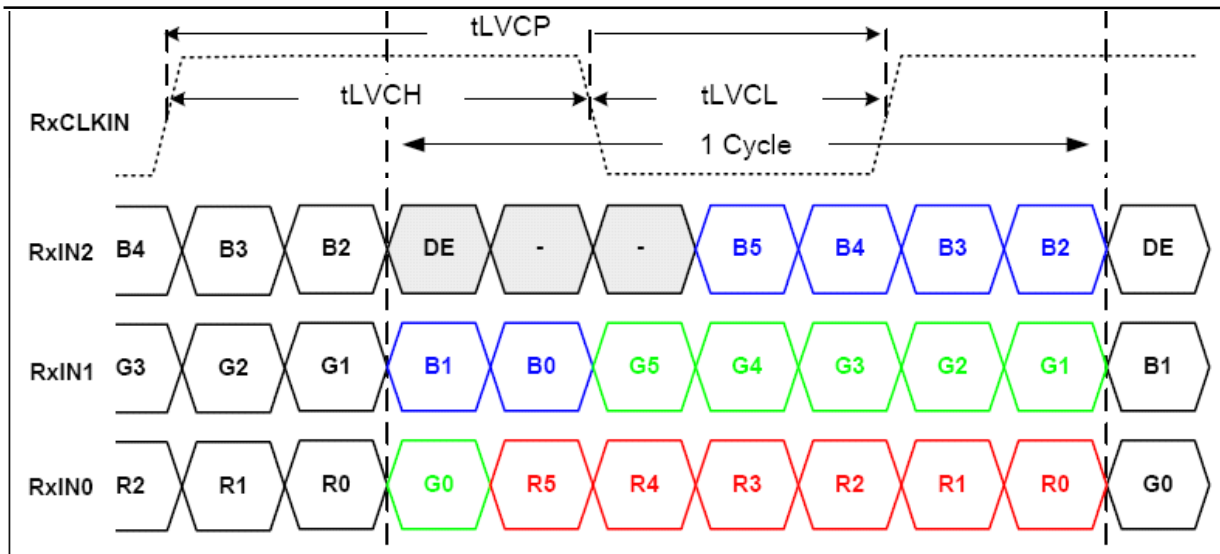 tLVCP
tLVCH tLVCL
RxCLKIN
1 Cycle
RxIN2 B4 B3 B2 DE - - B5 B4 B3 B2 DE
RxIN1 G3 G2 G1 B1 B0 G5 G4 G3 G2 G1 B1
RxIN0 R2 R1 R0 G0 R5 R4 R3 R2 R1 R0 G0